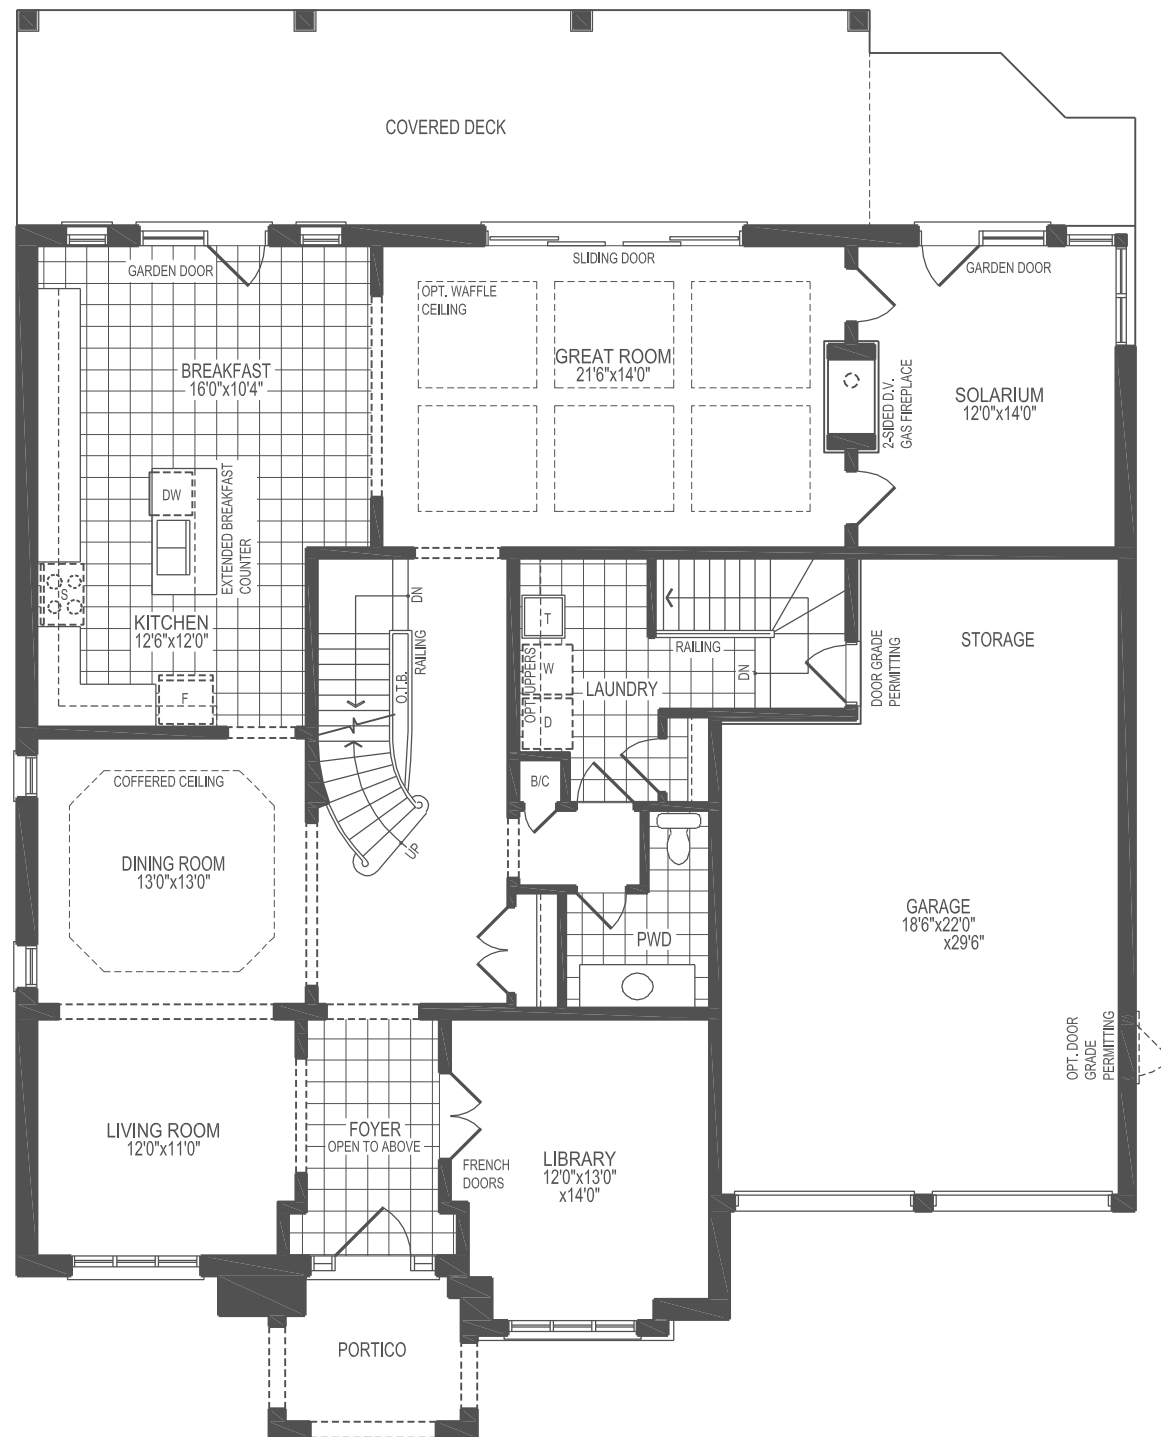 COVERED DECK
GARDEN DOOR
SLIDING DOOR
GARDEN DOOR
OPT. WAFFLE
CEILING
BREAKFAST
16'0"x10'4"
GREAT ROOM
21'6"x14'0"
2-SIDED D.V.
GAS FIREPLACE
SOLARIUM
12'0"x14'0"
DW
EXTENDED BREAKFAST
COUNTER
S
KITCHEN
12'6"x12'0"
F
DN
RAILING
O.T.B.
UP
T
W
D
OPT.UPPERS
LAUNDRY
RAILING
DN
DOOR GRADE
PERMITTING
STORAGE
B/C
COFFERED CEILING
DINING ROOM
13'0"x13'0"
PWD
GARAGE
18'6"x22'0"
x29'6"
OPT. DOOR
GRADE
PERMITTING
LIVING ROOM
12'0"x11'0"
FOYER
OPEN TO ABOVE
FRENCH
DOORS
LIBRARY
12'0"x13'0"
x14'0"
PORTICO